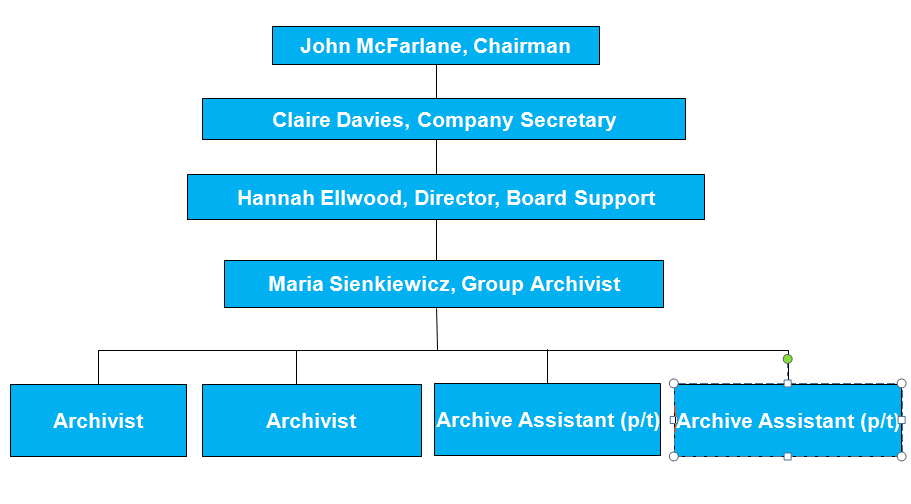 John McFarlane, Chairman
Claire Davies, Company Secretary
Hannah Ellwood, Director, Board Support
Maria Sienkiewicz, Group Archivist
Archivist
Archivist
Archive Assistant (p/t)
Archive Assistant (p/t)